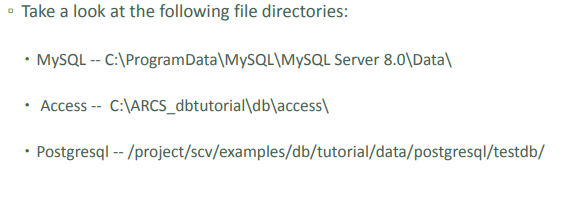 ▫ Take a look at the following file directories:
• MySQL -- C:\ProgramData\MySQL\MySQL Server 8.0\Data\
• Access -- C:\ARCS_dbtutorial\db\access\
• Postgresql -- /project/scv/examples/db/tutorial/data/postgresql/testdb/